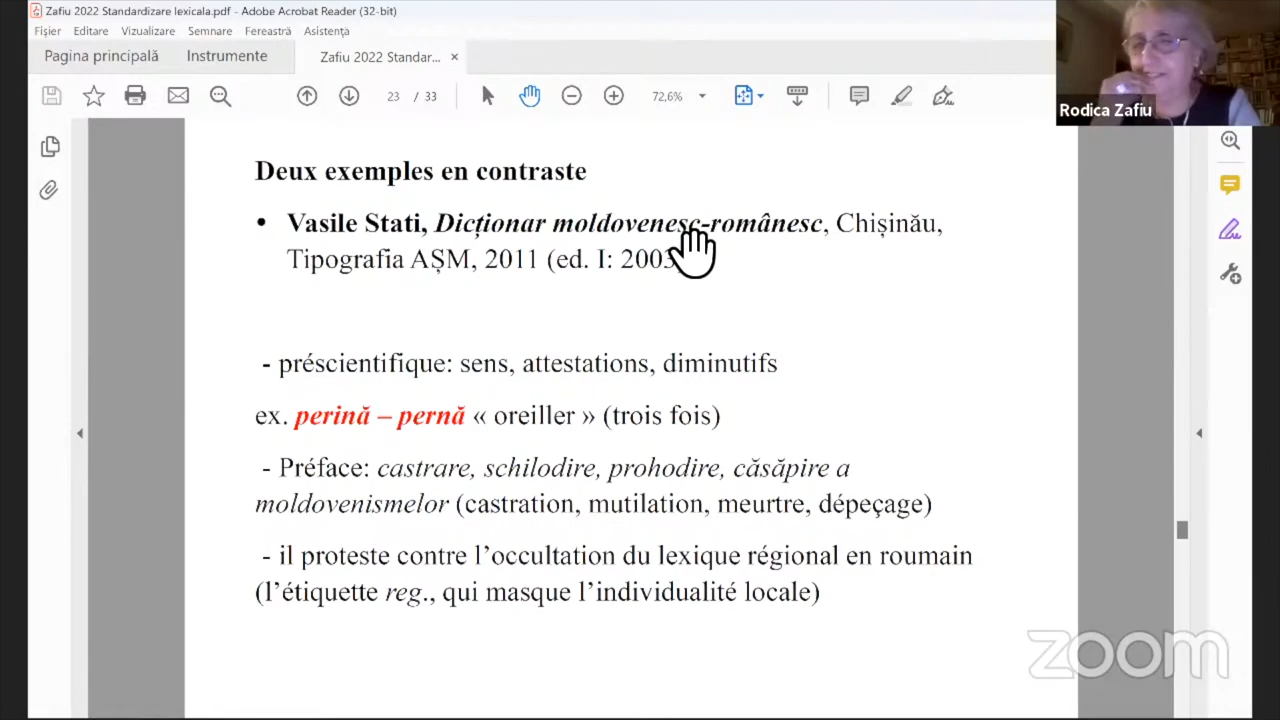 Zafiu 2022 Standardizare lexicala.pdf - Adobe Acrobat Reader (32-bit)
Fișier Editare Vizualizare Semnare Fereastră Asistența
Pagina principală Instrumente Zafiu 2022 Standar... ×
23 / 33 72,6%
Rodica Zafiu
Deux exemples en contraste
• Vasile Stati, Dicționar moldovenesc-românesc, Chișinău,
Tipografia AȘM, 2011 (ed. I: 2003
- préscientifique: sens, attestations, diminutifs
ex. perină – pernă « oreiller » (trois fois)
- Préface: castrare, schilodire, prohodire, căsăpire a
moldovenismelor (castration, mutilation, meurtre, dépeçage)
- il proteste contre l’occultation du lexique régional en roumain
(l’étiquette reg., qui masque l’individualité locale)
zoom